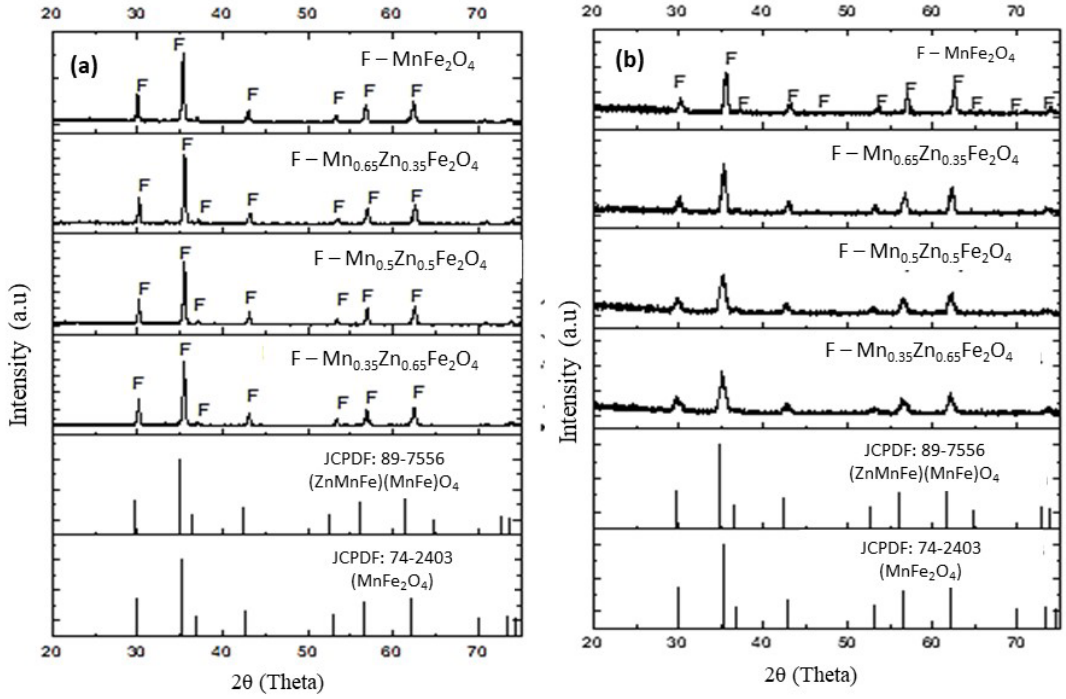 20 30 40 50 60 70
(a)
F – MnFe₂O₄
F F F F F F
F – Mn₀.₆₅Zn₀.₃₅Fe₂O₄
F F F F F F F
F – Mn₀.₅Zn₀.₅Fe₂O₄
F F F F F F F
F – Mn₀.₃₅Zn₀.₆₅Fe₂O₄
F F F F F F F
JCPDF: 89-7556
(ZnMnFe)(MnFe)O₄
JCPDF: 74-2403
(MnFe₂O₄)
20 30 40 50 60 70
2θ (Theta)
Intensity (a.u)
20 30 40 50 60 70
(b)
F – MnFe₂O₄
F F F F F F F F F F F
F – Mn₀.₆₅Zn₀.₃₅Fe₂O₄
F – Mn₀.₅Zn₀.₅Fe₂O₄
F – Mn₀.₃₅Zn₀.₆₅Fe₂O₄
JCPDF: 89-7556
(ZnMnFe)(MnFe)O₄
JCPDF: 74-2403
(MnFe₂O₄)
20 30 40 50 60 70
2θ (Theta)
Intensity (a.u)